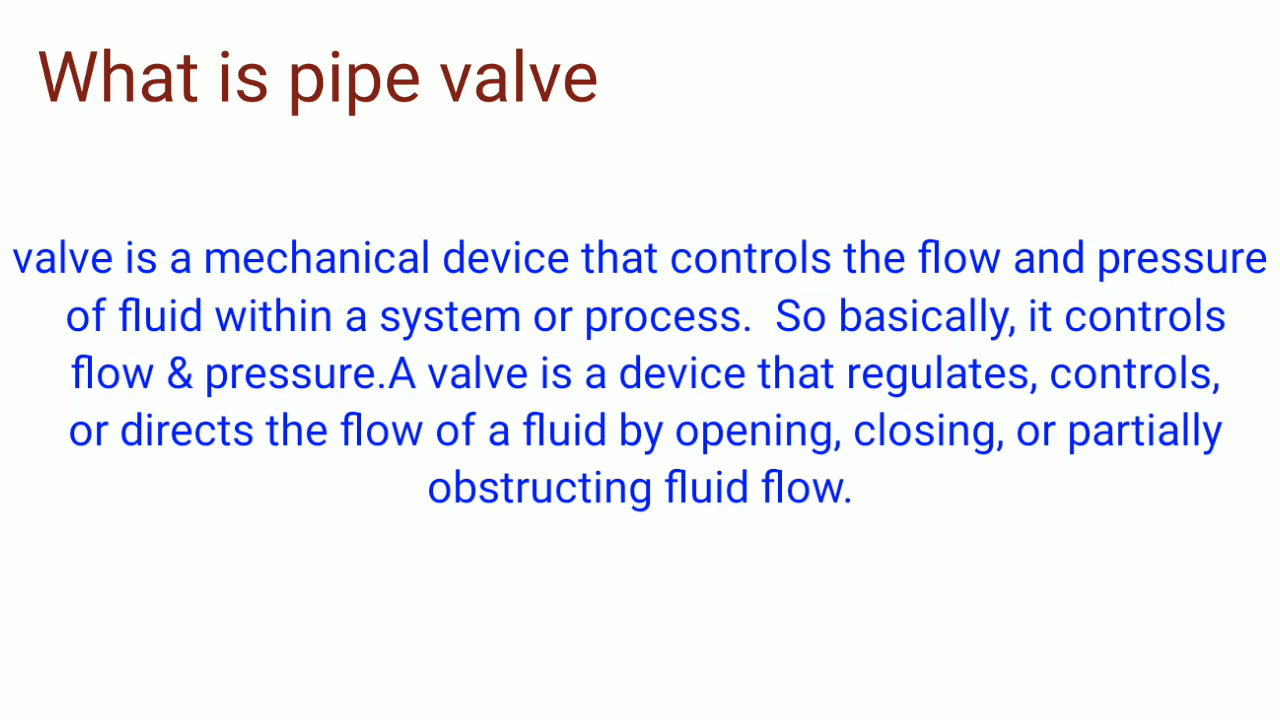 What is pipe valve
valve is a mechanical device that controls the flow and pressure
of fluid within a system or process.  So basically, it controls
flow & pressure.A valve is a device that regulates, controls,
or directs the flow of a fluid by opening, closing, or partially
obstructing fluid flow.